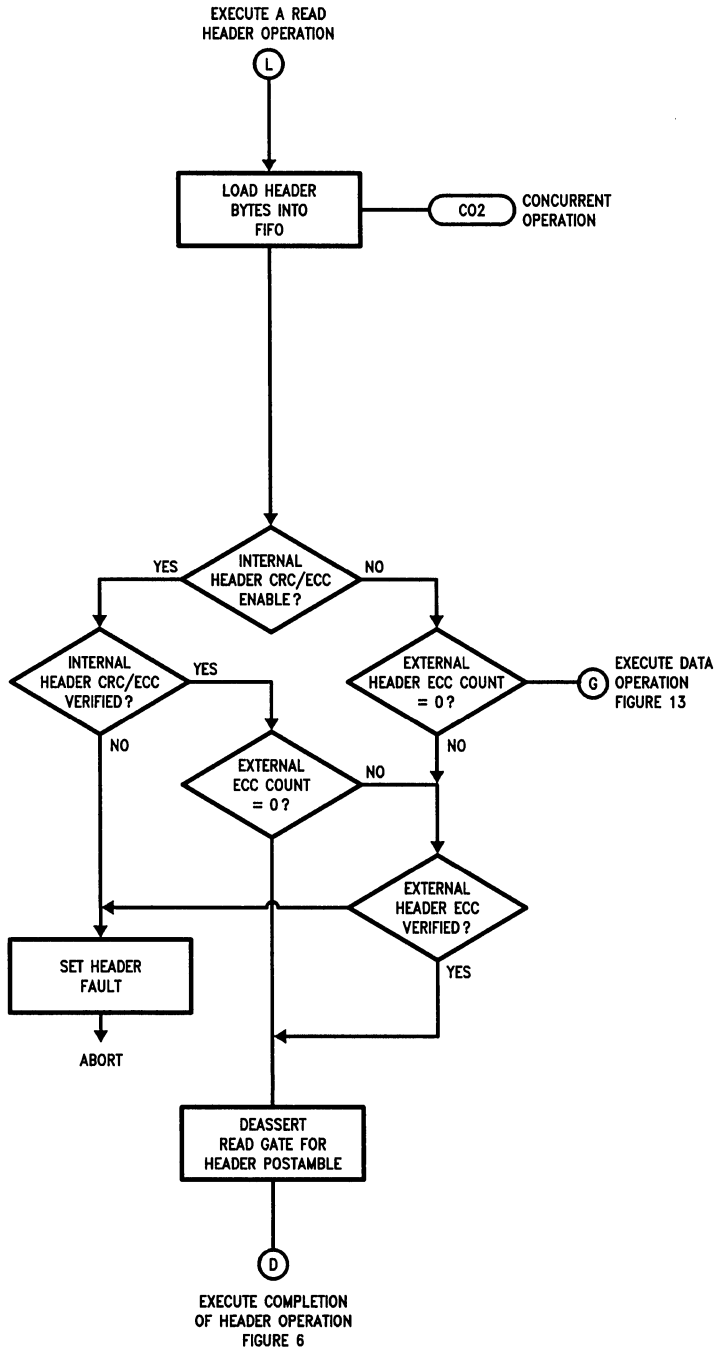 EXECUTE A READ
HEADER OPERATION
L
LOAD HEADER
BYTES INTO
FIFO
CO2
CONCURRENT
OPERATION
INTERNAL
HEADER CRC/ECC
ENABLE?
YES
NO
INTERNAL
HEADER CRC/ECC
VERIFIED?
YES
NO
EXTERNAL
HEADER ECC COUNT
= 0?
NO
G
EXECUTE DATA
OPERATION
FIGURE 13
EXTERNAL
ECC COUNT
= 0?
NO
EXTERNAL
HEADER ECC
VERIFIED?
YES
SET HEADER
FAULT
ABORT
DEASSERT
READ GATE FOR
HEADER POSTAMBLE
D
EXECUTE COMPLETION
OF HEADER OPERATION
FIGURE 6